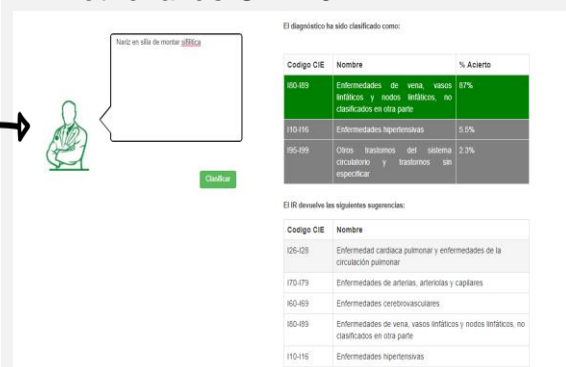 Nariz en silla de montar sifilítica
Clasificar
El diagnóstico ha sido clasificado como:
Codigo CIE Nombre % Acierto
I80-I89 Enfermedades de vena, vasos 87%
linfáticos y nodos linfáticos, no
clasificados en otra parte
I10-I16 Enfermedades hipertensivas 5.5%
I95-I99 Otros trastornos del sistema 2.3%
circulatorio y trastornos sin
especificar
El IR devuelve las siguientes sugerencias:
Codigo CIE Nombre
I26-I28 Enfermedad cardiaca pulmonar y enfermedades de la
circulación pulmonar
I70-I79 Enfermedades de arterias, arteriolas y capilares
I60-I69 Enfermedades cerebrovasculares
I80-I89 Enfermedades de vena, vasos linfáticos y nodos linfáticos, no
clasificados en otra parte
I10-I16 Enfermedades hipertensivas